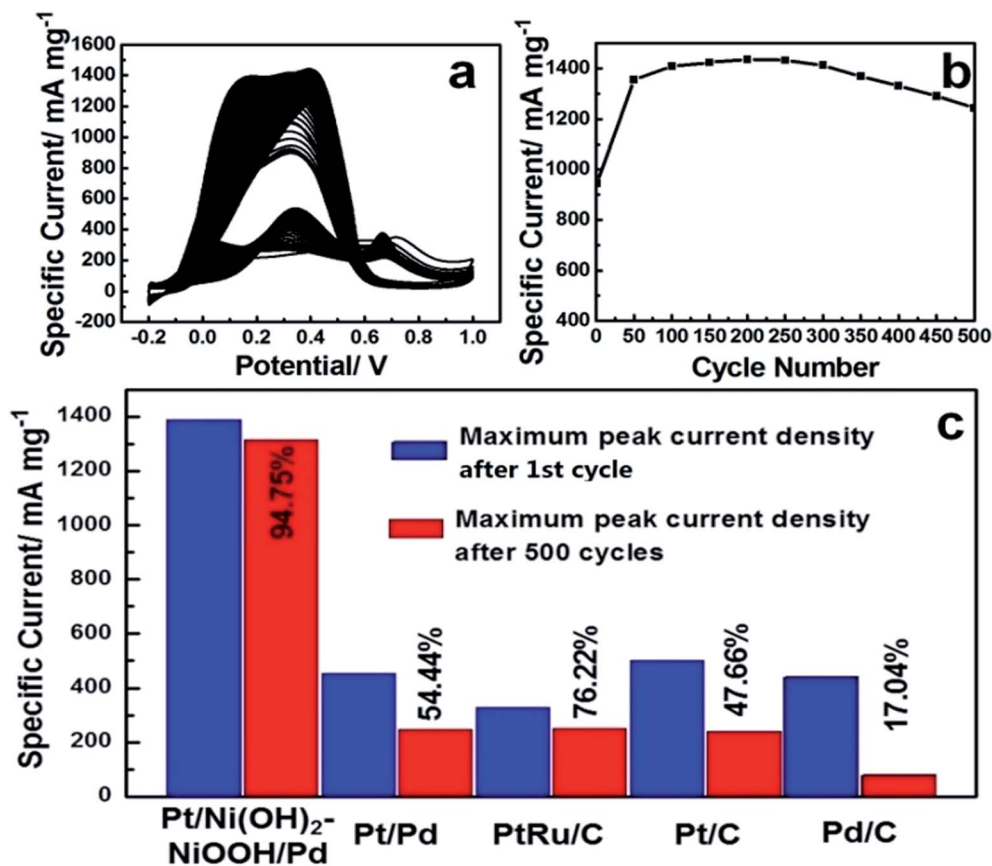 a
Specific Current/ mA mg⁻¹
1600
1400
1200
1000
800
600
400
200
0
-200
-0.2 0.0 0.2 0.4 0.6 0.8 1.0
Potential/ V
b
Specific Current/ mA mg⁻¹
1400
1200
1000
800
600
400
0 50 100 150 200 250 300 350 400 450 500
Cycle Number
c
Specific Current/ mA mg⁻¹
1400
1200
1000
800
600
400
200
0
Maximum peak current density
after 1st cycle
Maximum peak current density
after 500 cycles
94.75%
54.44%
76.22%
47.66%
17.04%
Pt/Ni(OH)₂-
NiOOH/Pd
Pt/Pd
PtRu/C
Pt/C
Pd/C